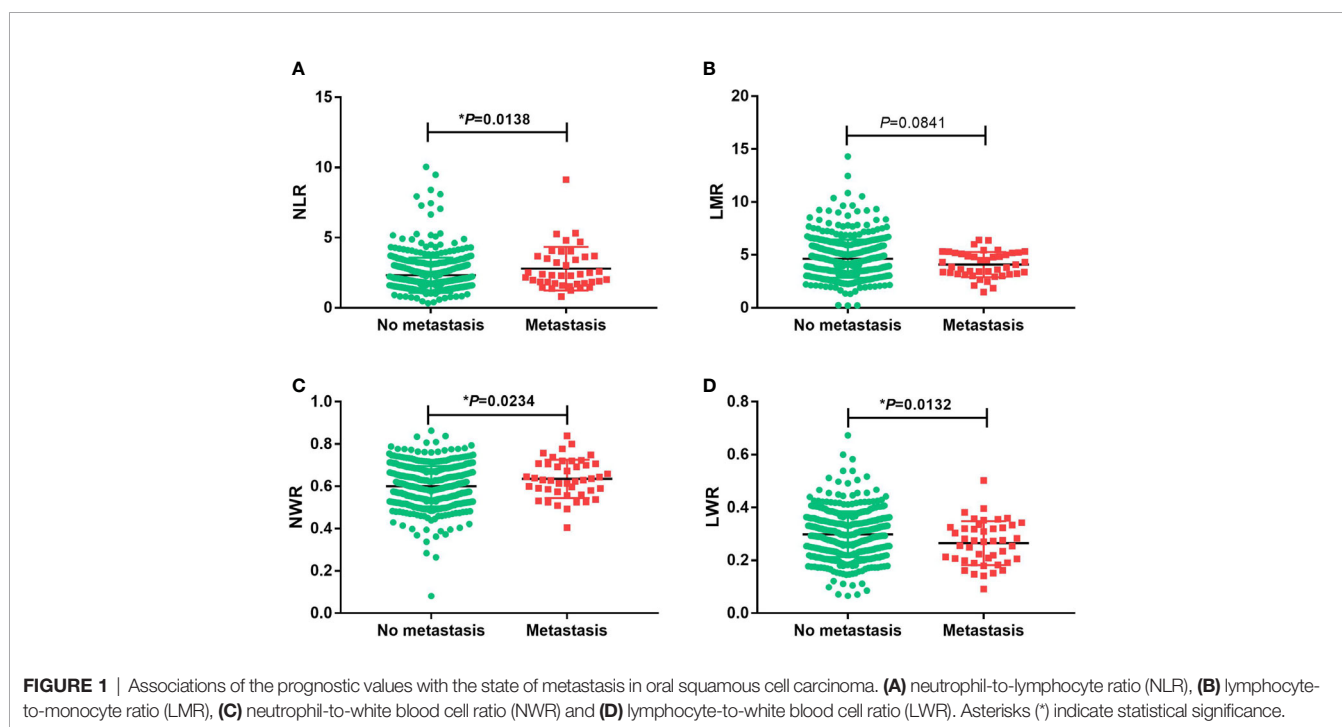 A
15
10
5
0
NLR
*P=0.0138
No metastasis
Metastasis
B
20
15
10
5
0
LMR
P=0.0841
No metastasis
Metastasis
C
1.0
0.8
0.6
0.4
0.2
0.0
NWR
*P=0.0234
No metastasis
Metastasis
D
0.8
0.6
0.4
0.2
0.0
LWR
*P=0.0132
No metastasis
Metastasis
FIGURE 1 | Associations of the prognostic values with the state of metastasis in oral squamous cell carcinoma. (A) neutrophil-to-lymphocyte ratio (NLR), (B) lymphocyte-
to-monocyte ratio (LMR), (C) neutrophil-to-white blood cell ratio (NWR) and (D) lymphocyte-to-white blood cell ratio (LWR). Asterisks (*) indicate statistical significance.